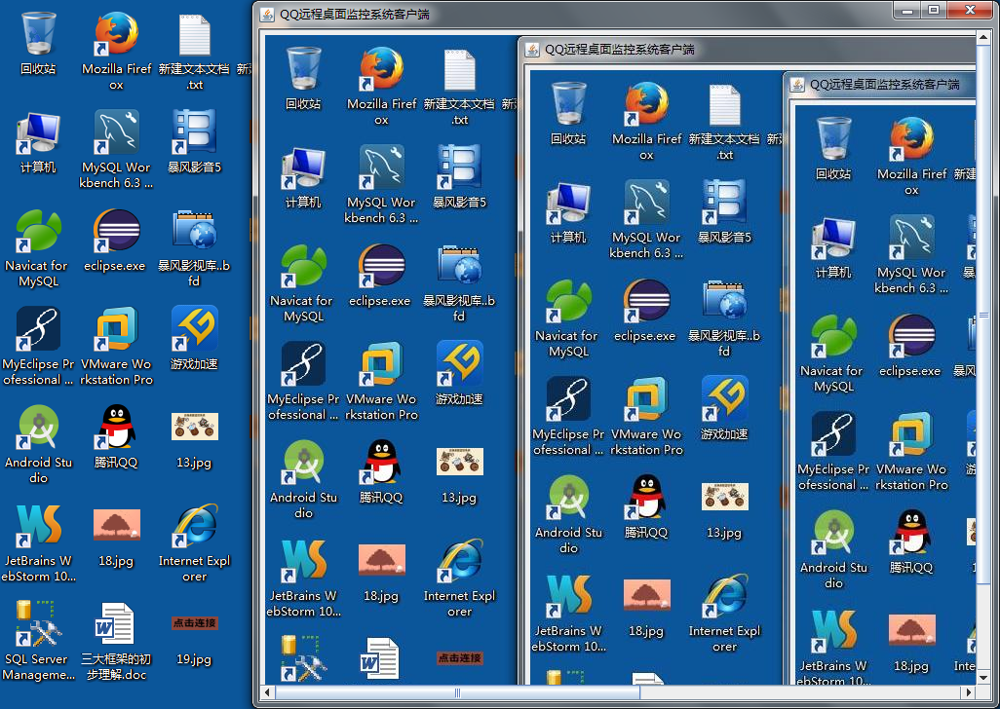 回收站
Mozilla Firef
ox
新建文本文档
.txt
新
计算机
MySQL Wor
kbench 6.3 ...
暴风影音5
Navicat for
MySQL
eclipse.exe
暴风影视库..b
fd
MyEclipse Pr
ofessional ...
VMware Wo
rkstation Pro
游戏加速
Android Stu
dio
腾讯QQ
13.jpg
JetBrains W
ebStorm 10...
18.jpg
Internet Expl
orer
SQL Server
Manageme...
三大框架的初
步理解.doc
点击连接
19.jpg
QQ远程桌面监控系统客户端
回收站
Mozilla Firef
ox
新建文本文档
.txt
新
计算机
MySQL Wor
kbench 6.3 ...
暴风影音5
Navicat for
MySQL
eclipse.exe
暴风影视库..b
fd
MyEclipse Pr
ofessional ...
VMware Wo
rkstation Pro
游戏加速
Android Stu
dio
腾讯QQ
13.jpg
JetBrains W
ebStorm 10...
18.jpg
Internet Expl
orer
点击连接
QQ远程桌面监控系统客户端
回收站
Mozilla Firef
ox
新建文本文档
.txt
新
计算机
MySQL Wor
kbench 6.3 ...
暴风影音5
Navicat for
MySQL
eclipse.exe
暴风影视库..b
fd
MyEclipse Pr
ofessional ...
VMware Wo
rkstation Pro
游戏加速
Android Stu
dio
腾讯QQ
13.jpg
JetBrains W
ebStorm 10...
18.jpg
Internet Expl
orer
QQ远程桌面监控系统客户端
回收站
Mozilla Firef
ox
新建
计算机
MySQL Wor
kbench 6.3 ...
暴
Navicat for
MySQL
eclipse.exe
暴风
MyEclipse Pr
ofessional ...
VMware Wo
rkstation Pro
游
Android Stu
dio
腾讯QQ
JetBrains W
ebStorm 10...
18.jpg
Inte